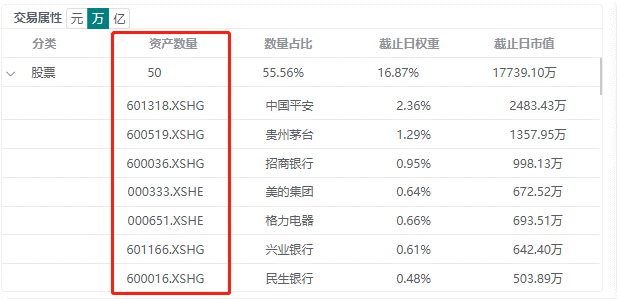 交易属性 元 万 亿
分类 资产数量 数量占比 截止日权重 截止日市值
股票 50 55.56% 16.87% 17739.10万
601318.XSHG 中国平安 2.36% 2483.43万
600519.XSHG 贵州茅台 1.29% 1357.95万
600036.XSHG 招商银行 0.95% 998.13万
000333.XSHE 美的集团 0.64% 672.52万
000651.XSHE 格力电器 0.66% 693.51万
601166.XSHG 兴业银行 0.61% 642.40万
600016.XSHG 民生银行 0.48% 503.89万